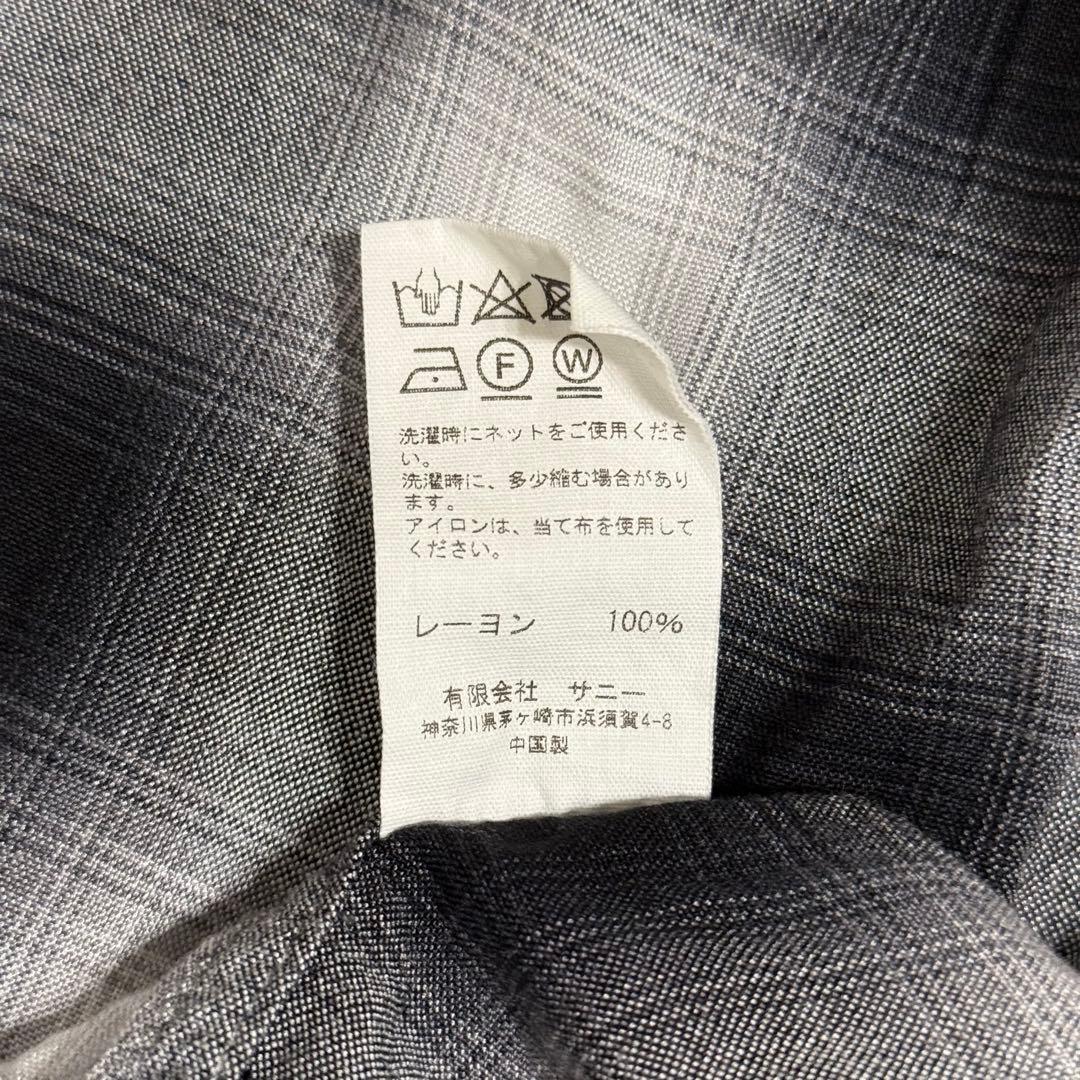 F W
洗濯時にネットをご使用くださ
い。
洗濯時に、多少縮む場合があり
ます。
アイロンは、当て布を使用して
ください。
レーヨン 100%
有限会社 サニー
神奈川県茅ヶ崎市浜須賀4-8
中国製